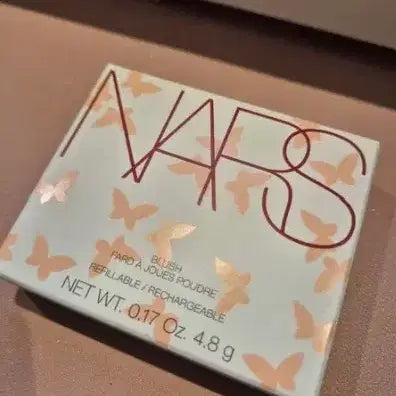 NARS
BLUSH
FARD À JOUES POUDRE
REFILLABLE / RECHARGEABLE
NET WT. 0.17 Oz. 4.8 g